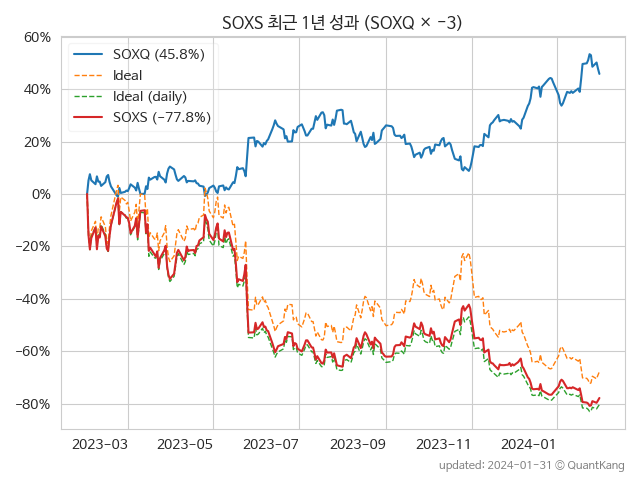 SOXS 최근 1년 성과 (SOXQ × −3)
60%
40%
20%
0%
−20%
−40%
−60%
−80%
SOXQ (45.8%)
Ideal
Ideal (daily)
SOXS (−77.8%)
2023-03
2023-05
2023-07
2023-09
2023-11
2024-01
updated: 2024-01-31 © QuantKang